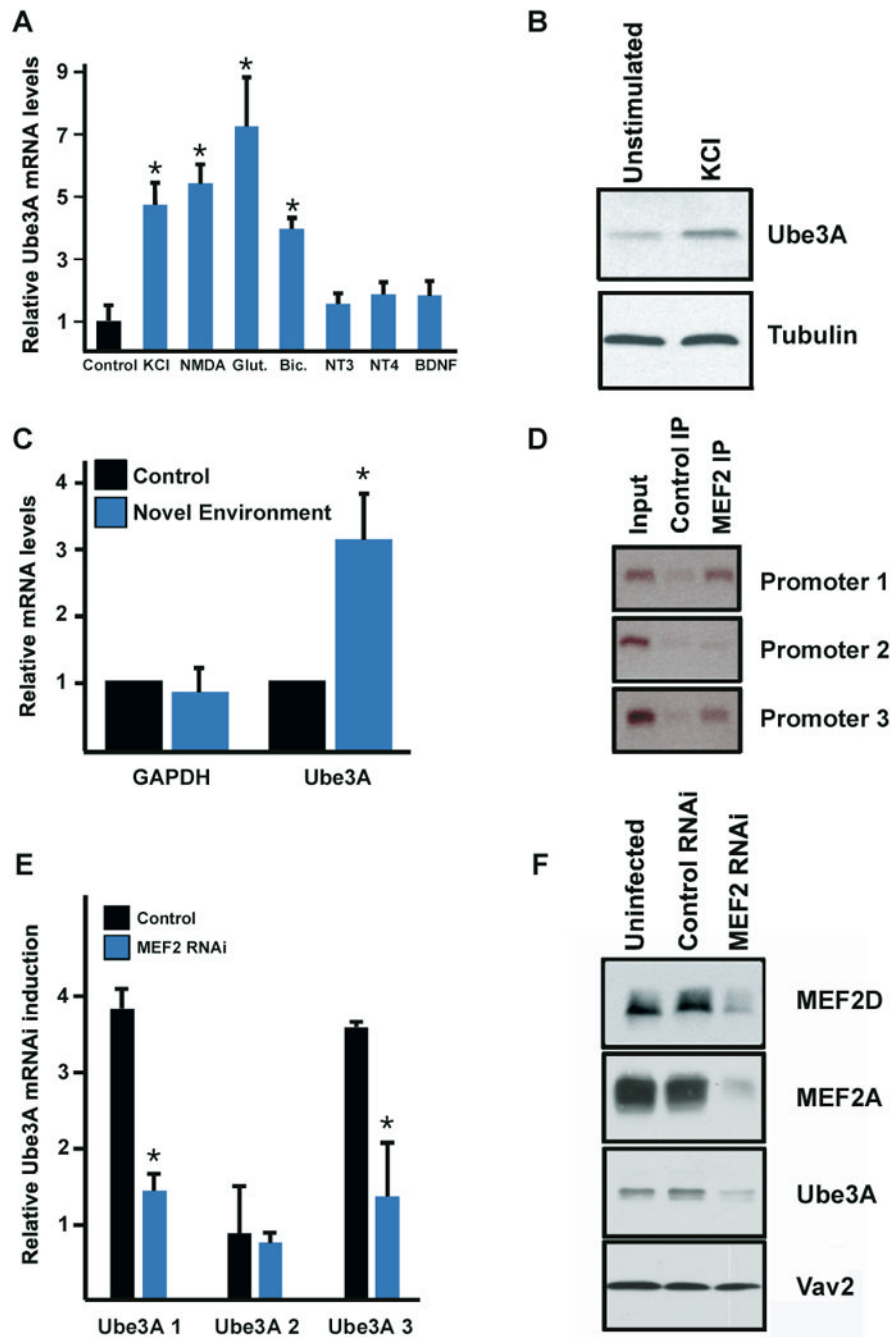 A
Relative Ube3A mRNA levels
9
7
5
3
1
*
*
*
*
Control KCl NMDA Glut. Bic. NT3 NT4 BDNF
B
Unstimulated
KCl
Ube3A
Tubulin
C
Relative mRNA levels
4
3
2
1
Control
Novel Environment
*
GAPDH Ube3A
D
Input
Control IP
MEF2 IP
Promoter 1
Promoter 2
Promoter 3
E
Relative Ube3A mRNAi induction
4
3
2
1
Control
MEF2 RNAi
*
*
Ube3A 1 Ube3A 2 Ube3A 3
F
Uninfected
Control RNAi
MEF2 RNAi
MEF2D
MEF2A
Ube3A
Vav2